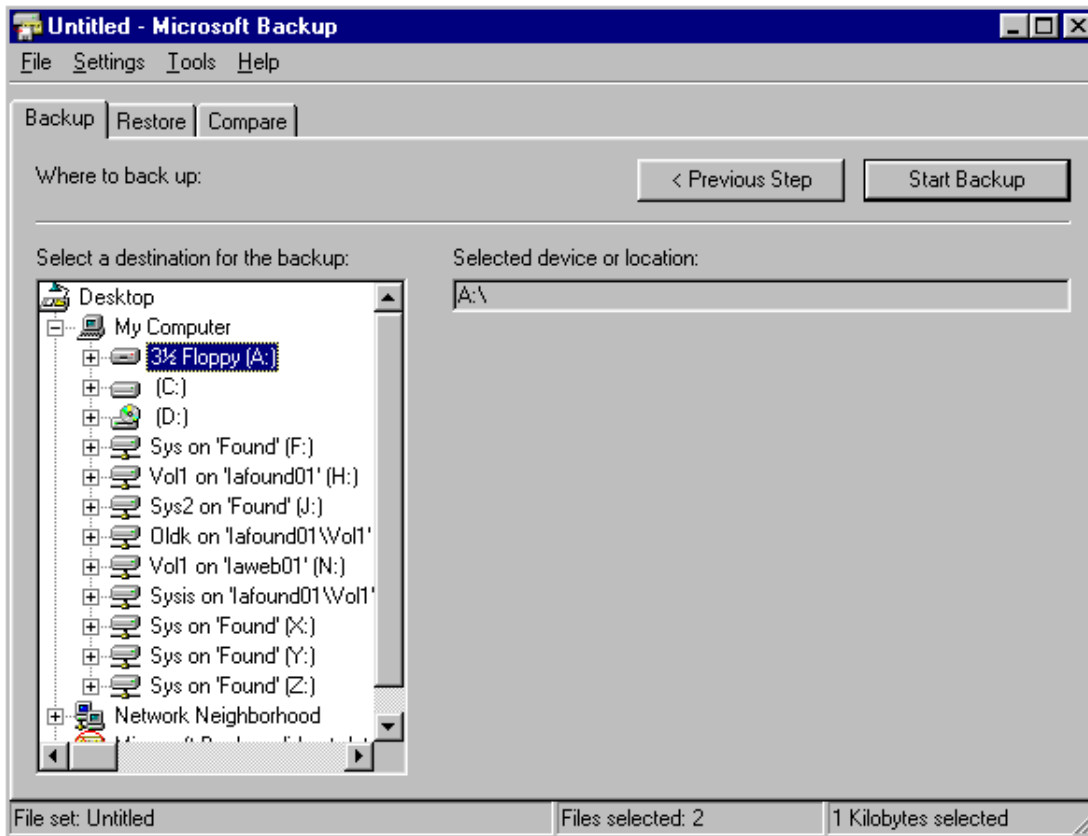 Untitled - Microsoft Backup
File Settings Tools Help
Backup Restore Compare
Where to back up:
< Previous Step
Start Backup
Select a destination for the backup:
Selected device or location:
A:\
Desktop
My Computer
3½ Floppy (A:)
(C:)
(D:)
Sys on 'Found' (F:)
Vol1 on 'lafound01' (H:)
Sys2 on 'Found' (J:)
Oldk on 'lafound01\Vol1'
Vol1 on 'laweb01' (N:)
Sysis on 'lafound01\Vol1'
Sys on 'Found' (X:)
Sys on 'Found' (Y:)
Sys on 'Found' (Z:)
Network Neighborhood
File set: Untitled
Files selected: 2
1 Kilobytes selected